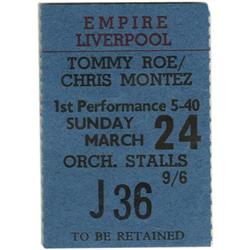 EMPIRE
LIVERPOOL
TOMMY ROE/
CHRIS MONTEZ
1st Performance 5-40
SUNDAY
MARCH 24
ORCH. STALLS
9/6
J 36
TO BE RETAINED